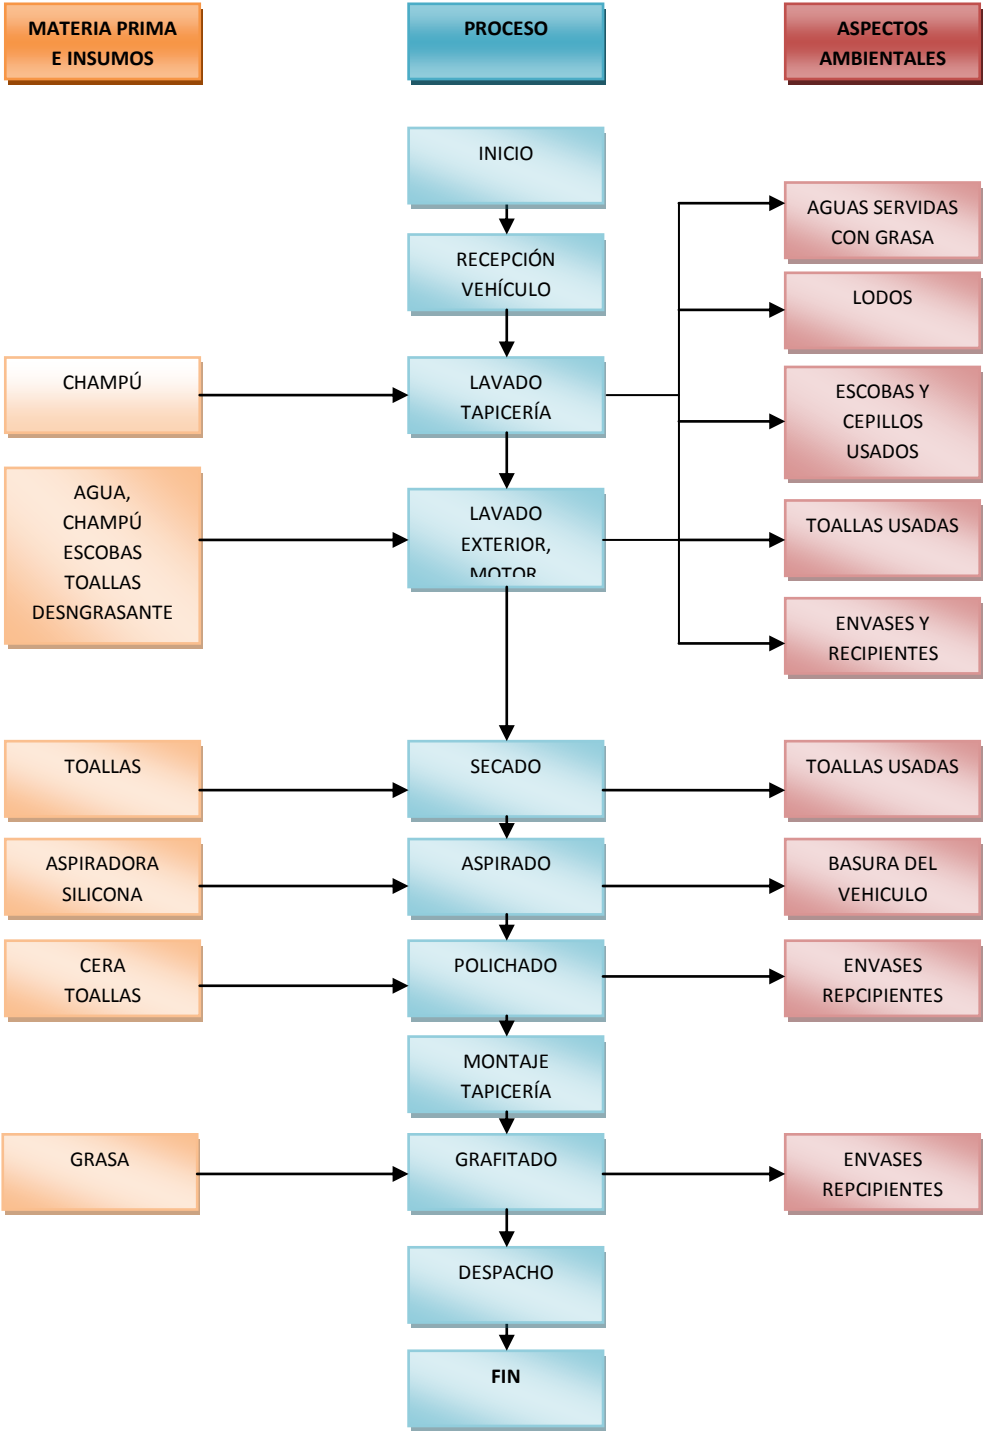 MATERIA PRIMA
E INSUMOS
PROCESO
ASPECTOS
AMBIENTALES
INICIO
AGUAS SERVIDAS
CON GRASA
RECEPCIÓN
VEHÍCULO
LODOS
CHAMPÚ
LAVADO
TAPICERÍA
ESCOBAS Y
CEPILLOS
USADOS
AGUA,
CHAMPÚ
ESCOBAS
TOALLAS
DESNGRASANTE
LAVADO
EXTERIOR,
MOTOR
TOALLAS USADAS
ENVASES Y
RECIPIENTES
TOALLAS
SECADO
TOALLAS USADAS
ASPIRADORA
SILICONA
ASPIRADO
BASURA DEL
VEHICULO
CERA
TOALLAS
POLICHADO
ENVASES
REPCIPIENTES
MONTAJE
TAPICERÍA
GRASA
GRAFITADO
ENVASES
REPCIPIENTES
DESPACHO
FIN